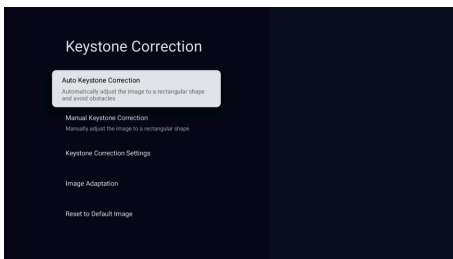 Keystone Correction
Auto Keystone Correction
Automatically adjust the image to a rectangular shape
and avoid obstacles
Manual Keystone Correction
Manually adjust the image to a rectangular shape
Keystone Correction Settings
Image Adaptation
Reset to Default Image